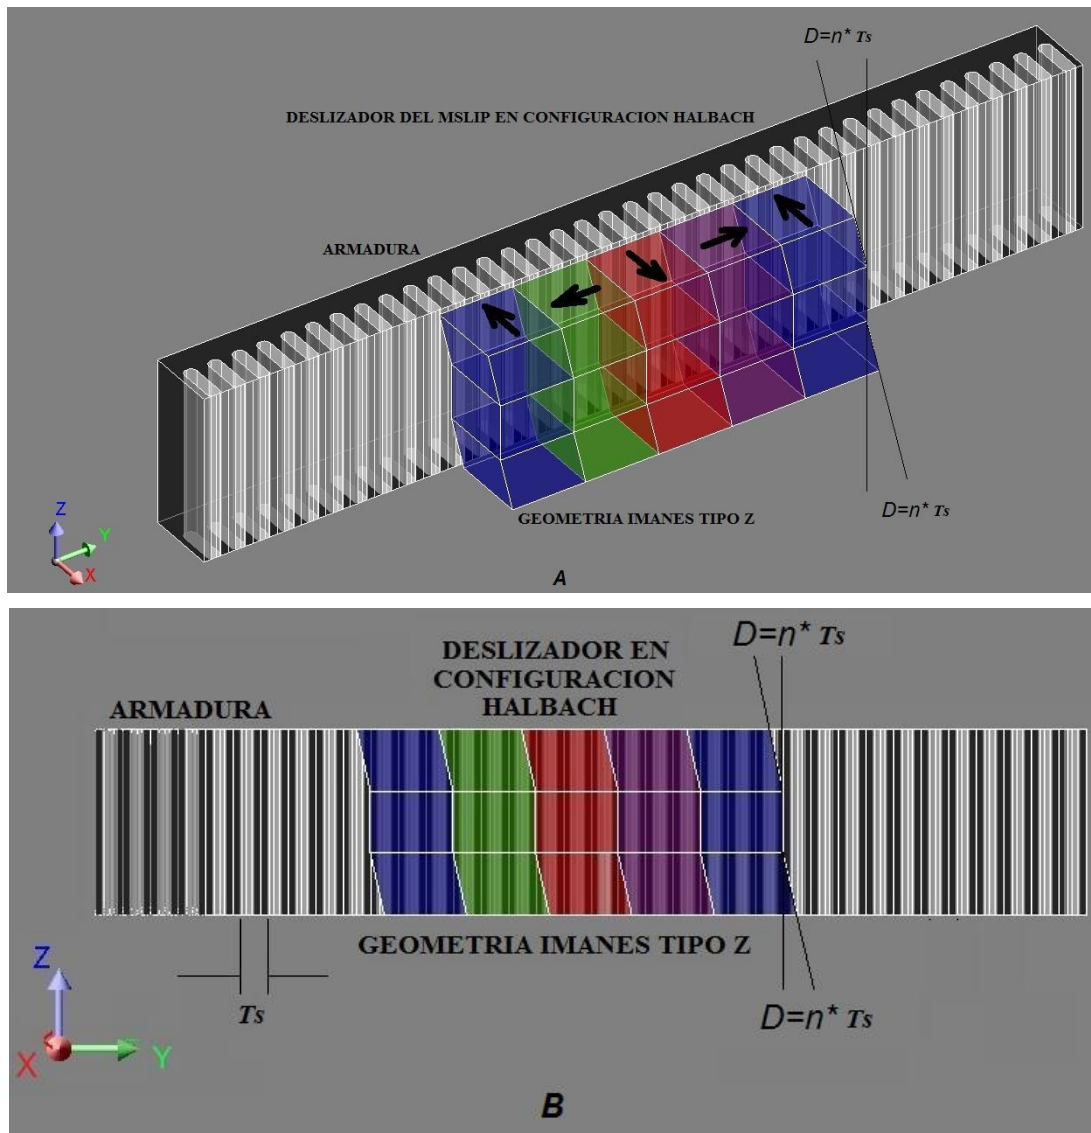 D=n* Ts
DESLIZADOR DEL MSLIP EN CONFIGURACION HALBACH
ARMADURA
GEOMETRIA IMANES TIPO Z
D=n* Ts
Z
Y
X
A
D=n* Ts
DESLIZADOR EN
CONFIGURACION
HALBACH
ARMADURA
GEOMETRIA IMANES TIPO Z
Z
Ts
D=n* Ts
X
Y
B